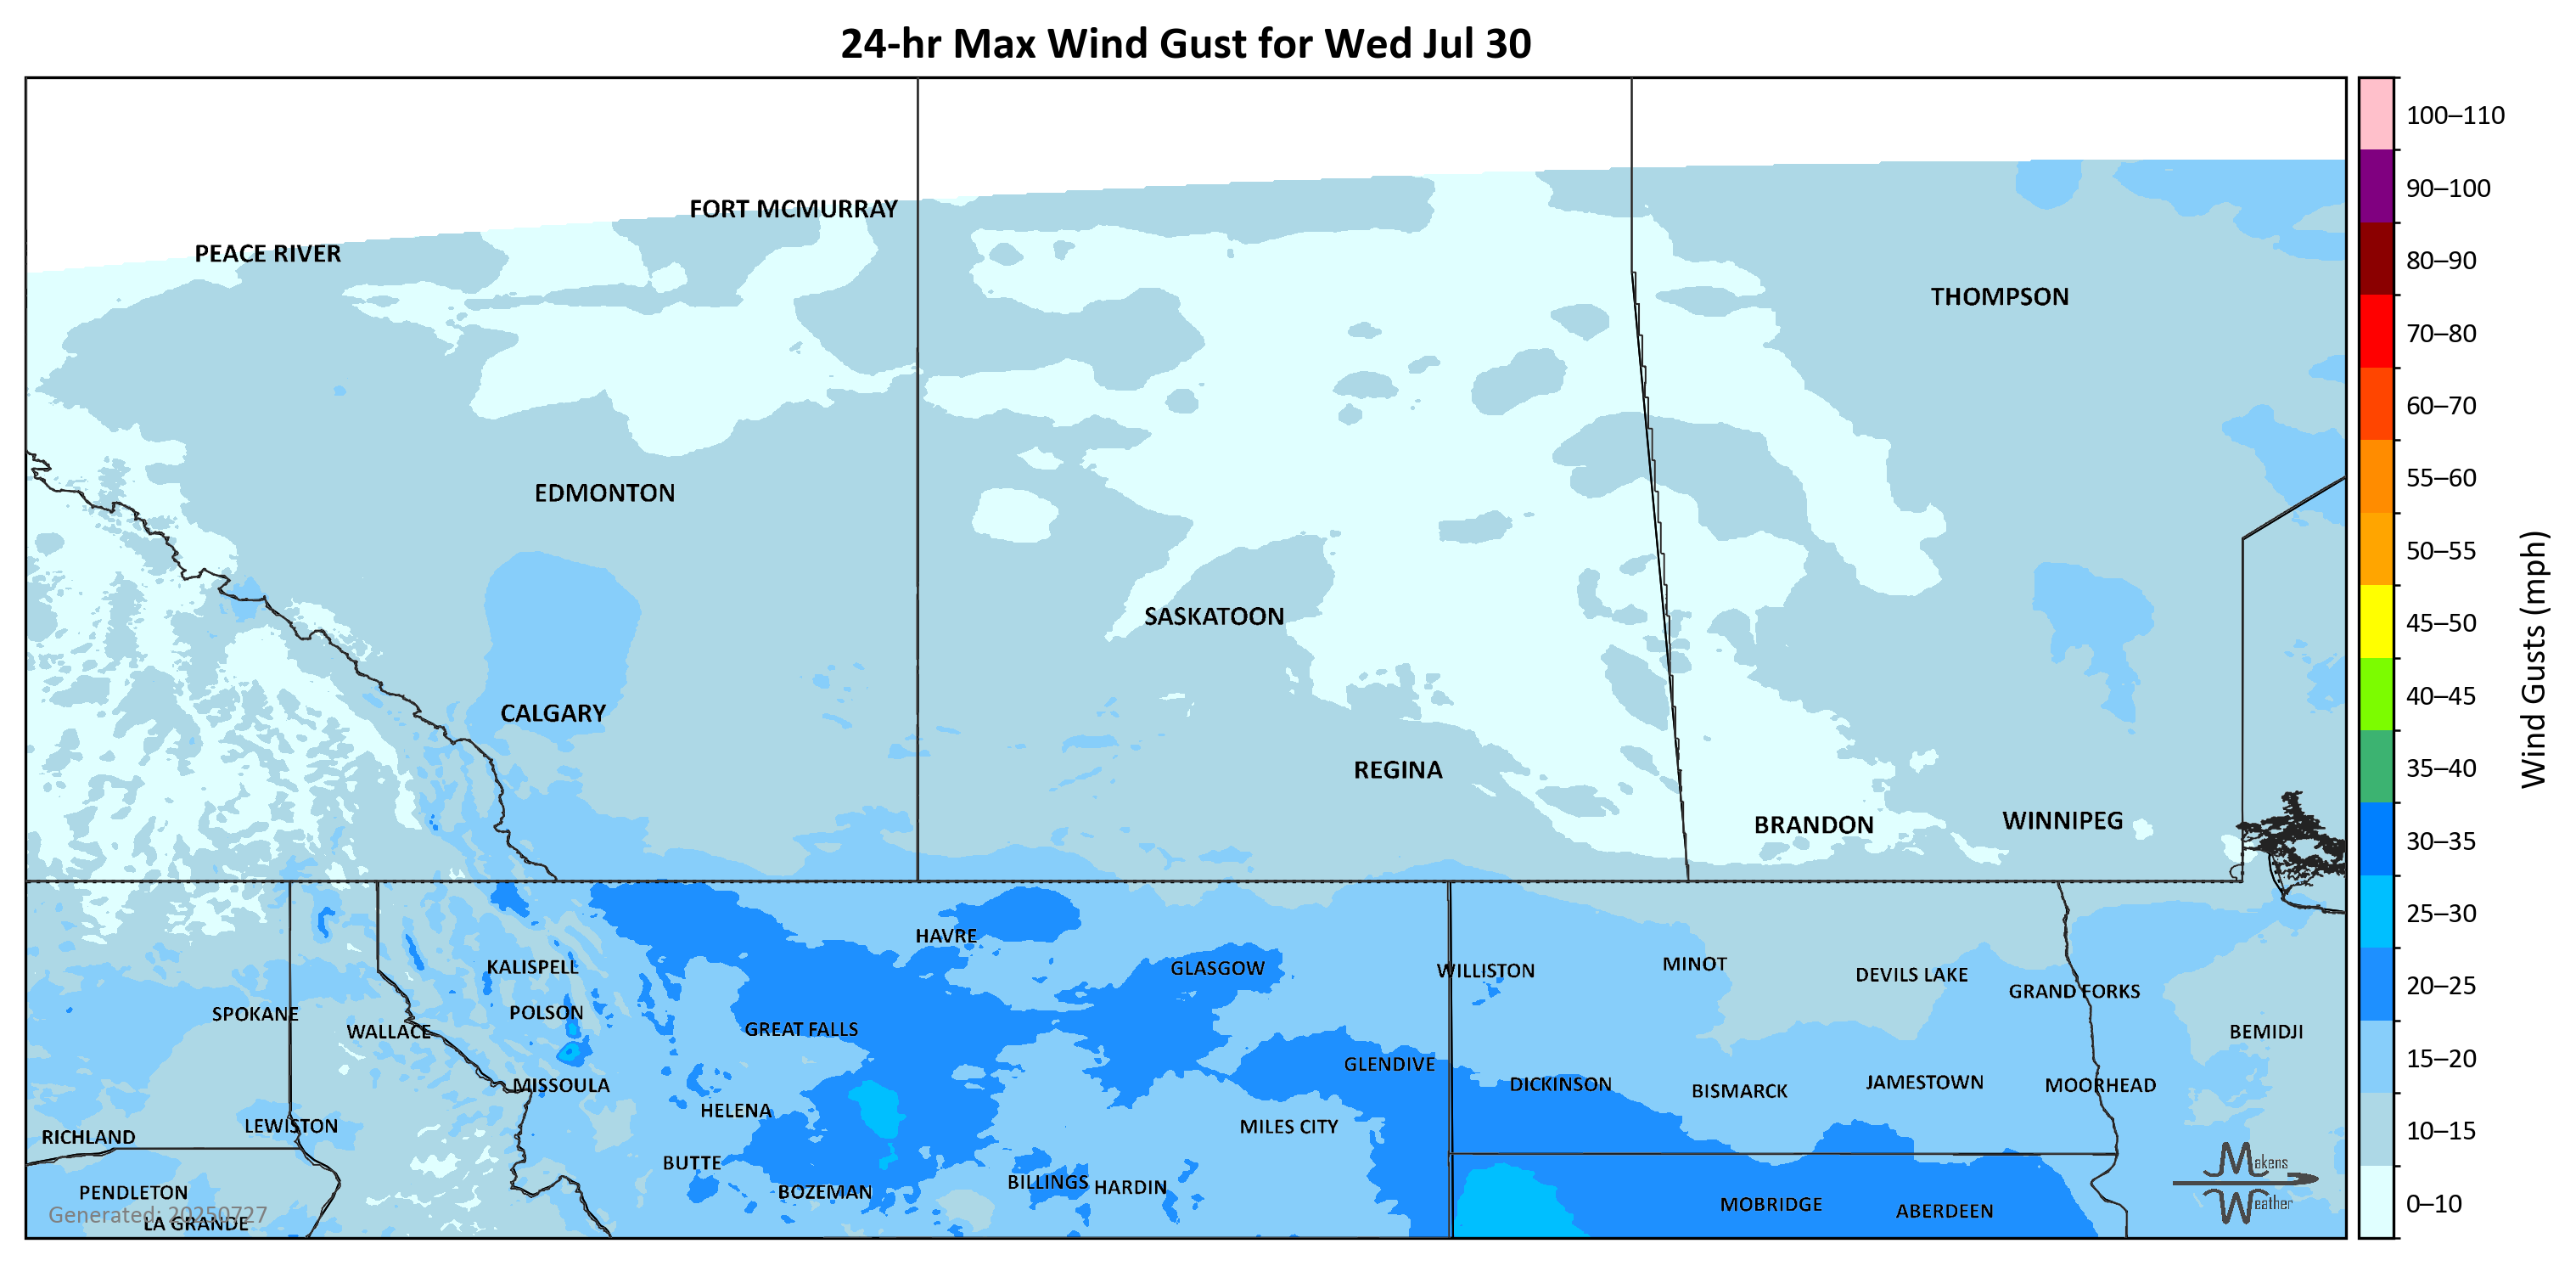 24-hr Max Wind Gust for Wed Jul 30
100–110
90–100
80–90
70–80
60–70
55–60
50–55
45–50
40–45
35–40
30–35
25–30
20–25
15–20
10–15
0–10
Wind Gusts (mph)
FORT MCMURRAY
PEACE RIVER
THOMPSON
EDMONTON
SASKATOON
CALGARY
REGINA
BRANDON
WINNIPEG
HAVRE
KALISPELL
GLASGOW
WILLISTON
MINOT
DEVILS LAKE
GRAND FORKS
SPOKANE
POLSON
WALLACE
GREAT FALLS
BEMIDJI
GLENDIVE
MISSOULA
DICKINSON
BISMARCK
JAMESTOWN
MOORHEAD
HELENA
LEWISTON
MILES CITY
RICHLAND
BUTTE
BILLINGS
HARDIN
BOZEMAN
PENDLETON
MOBRIDGE
ABERDEEN
Generated: 20250727
LA GRANDE
Makens
Weather